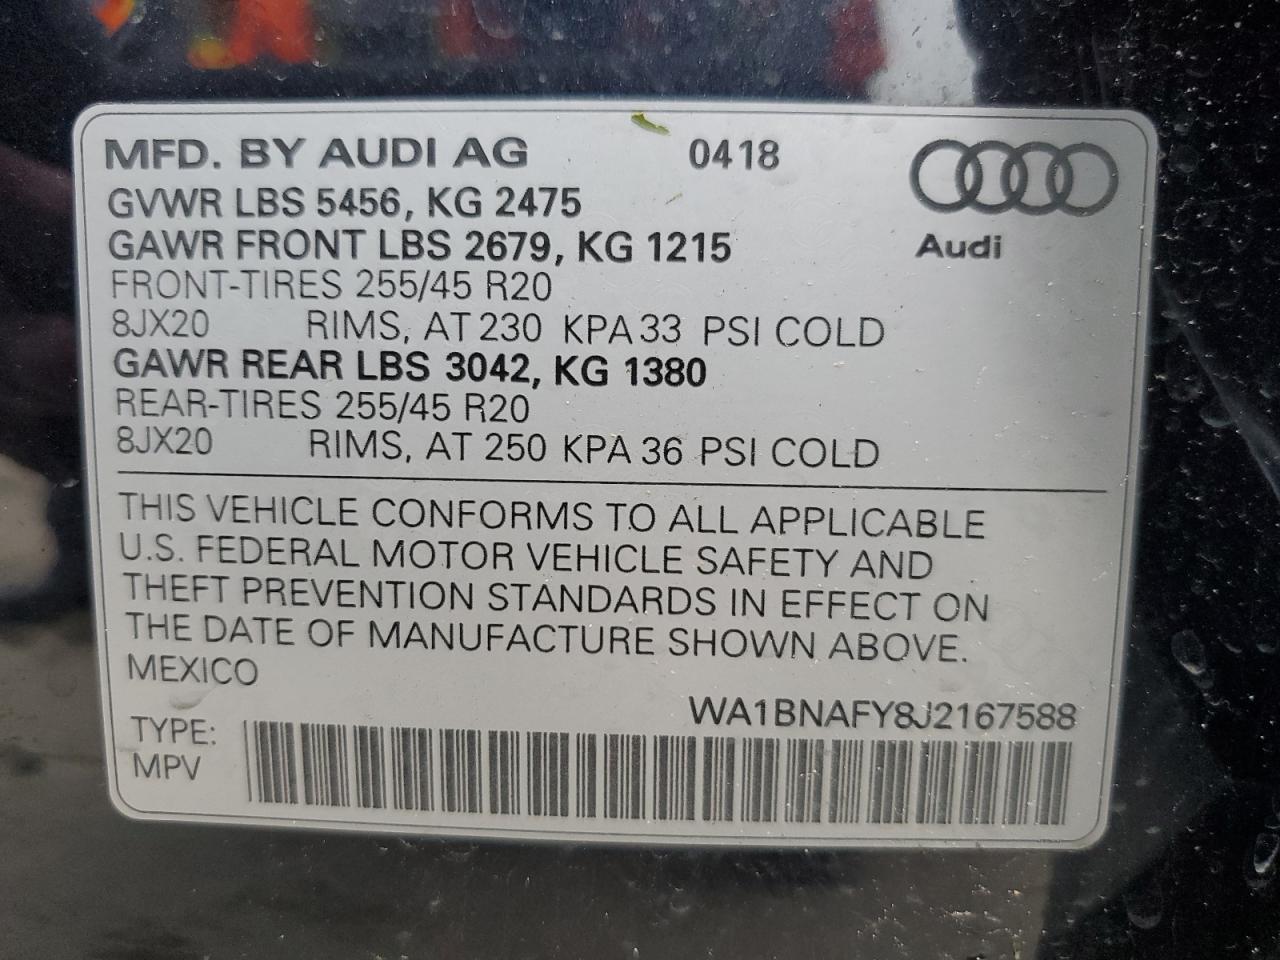 MFD. BY AUDI AG 0418
GVWR LBS 5456, KG 2475
GAWR FRONT LBS 2679, KG 1215
Audi
FRONT-TIRES 255/45 R20
8JX20 RIMS, AT 230 KPA 33 PSI COLD
GAWR REAR LBS 3042, KG 1380
REAR-TIRES 255/45 R20
8JX20 RIMS, AT 250 KPA 36 PSI COLD
THIS VEHICLE CONFORMS TO ALL APPLICABLE
U.S. FEDERAL MOTOR VEHICLE SAFETY AND
THEFT PREVENTION STANDARDS IN EFFECT ON
THE DATE OF MANUFACTURE SHOWN ABOVE.
MEXICO
WA1BNAFY8J2167588
TYPE:
MPV